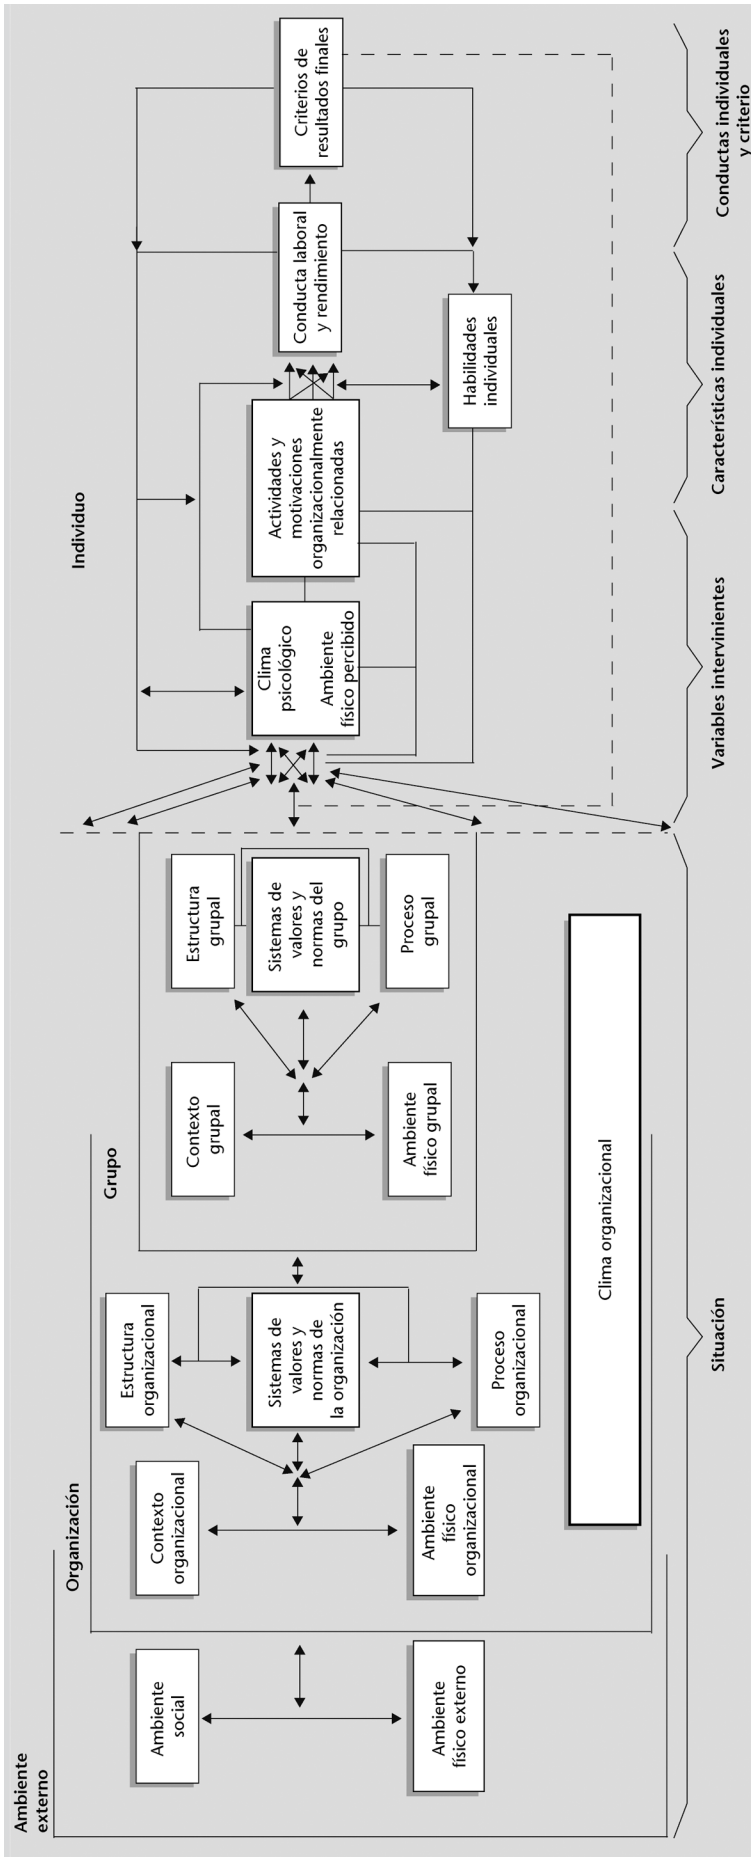 Ambiente
externo
Ambiente
social
Ambiente
físico externo
Organización
Contexto
organizacional
Ambiente
físico
organizacional
Estructura
organizacional
Sistemas de
valores y
normas de
la organización
Proceso
organizacional
Grupo
Contexto
grupal
Ambiente
físico grupal
Estructura
grupal
Sistemas de
valores y
normas del
grupo
Proceso
grupal
Clima organizacional
Individuo
Clima
psicológico
Ambiente
físico percibido
Actividades y
motivaciones
organizacionalmente
relacionadas
Habilidades
individuales
Conducta laboral
y rendimiento
Criterios de
resultados finales
Situación
Variables intervinientes
Características individuales
Conductas individuales
y criterio